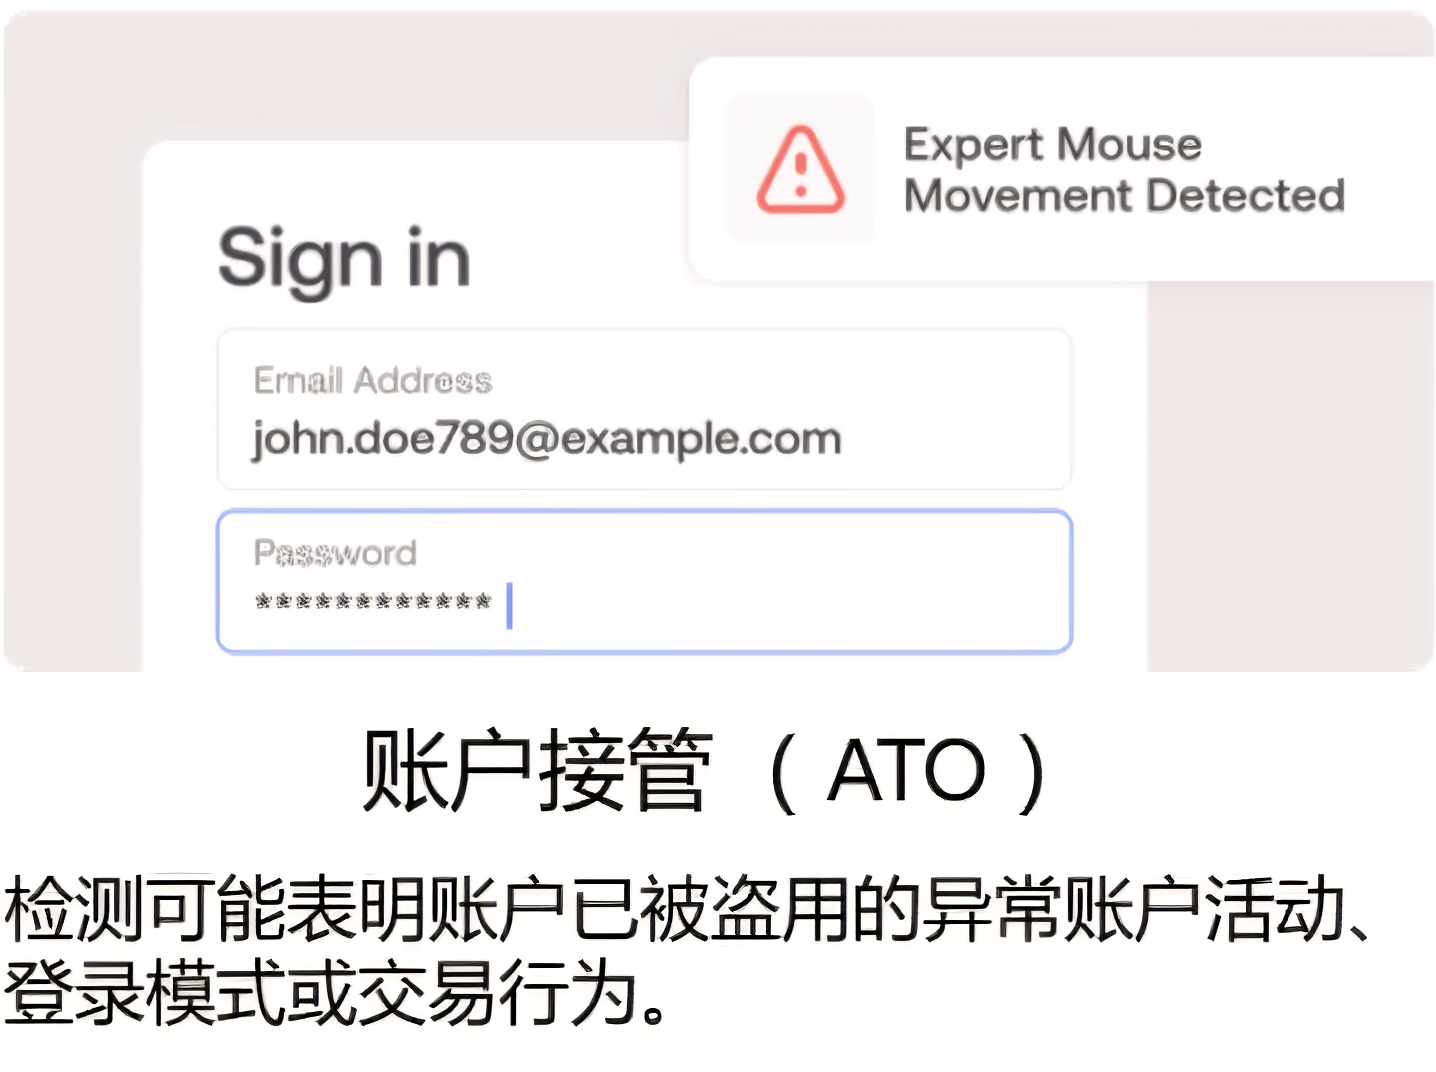 Expert Mouse
Movement Detected
Sign in
Email Address
john.doe789@example.com
Password
************
账户接管（ATO）
检测可能表明账户已被盗用的异常账户活动、
登录模式或交易行为。